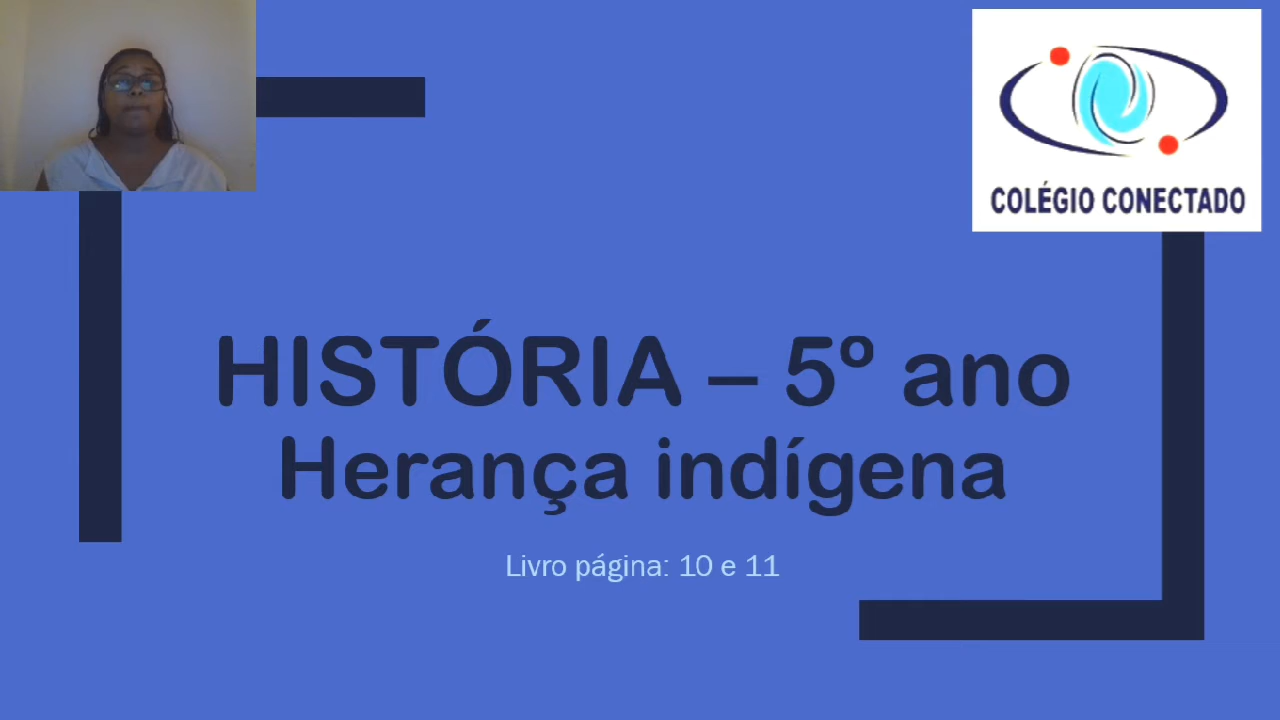 COLÉGIO CONECTADO
HISTÓRIA – 5º ano
Herança indígena
Livro página: 10 e 11